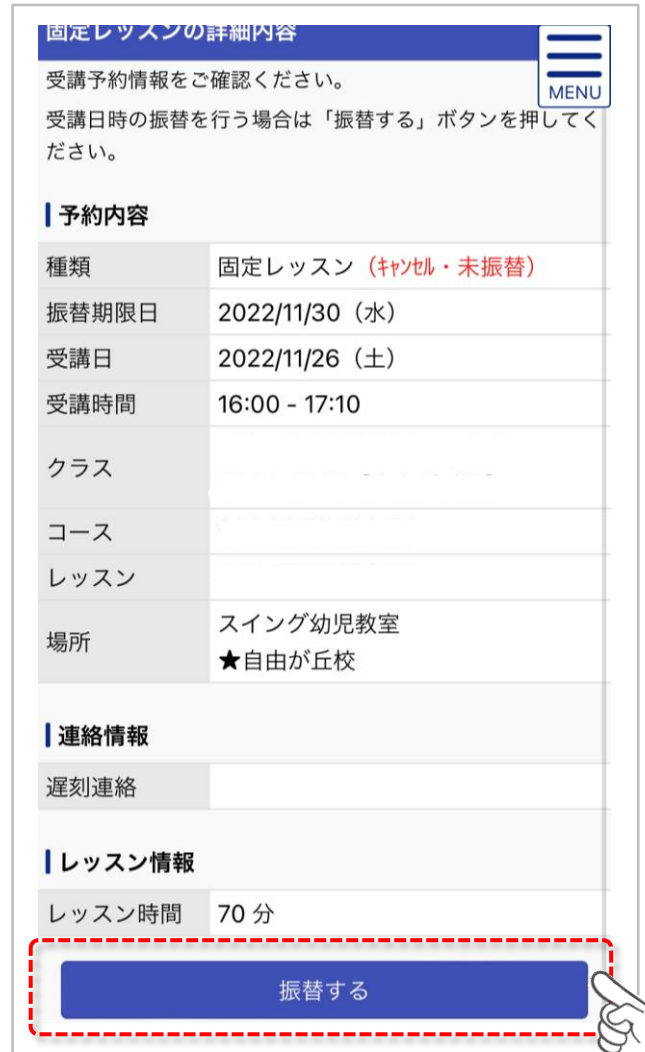 固定レッスンの詳細内容
MENU
受講予約情報をご確認ください。
受講日時の振替を行う場合は「振替する」ボタンを押してく
ださい。
予約内容
種類 固定レッスン（ｷｬﾝｾﾙ・未振替）
振替期限日 2022/11/30（水）
受講日 2022/11/26（土）
受講時間 16:00 - 17:10
クラス
コース
レッスン
場所 スイング幼児教室
★自由が丘校
連絡情報
遅刻連絡
レッスン情報
レッスン時間 70 分
振替する